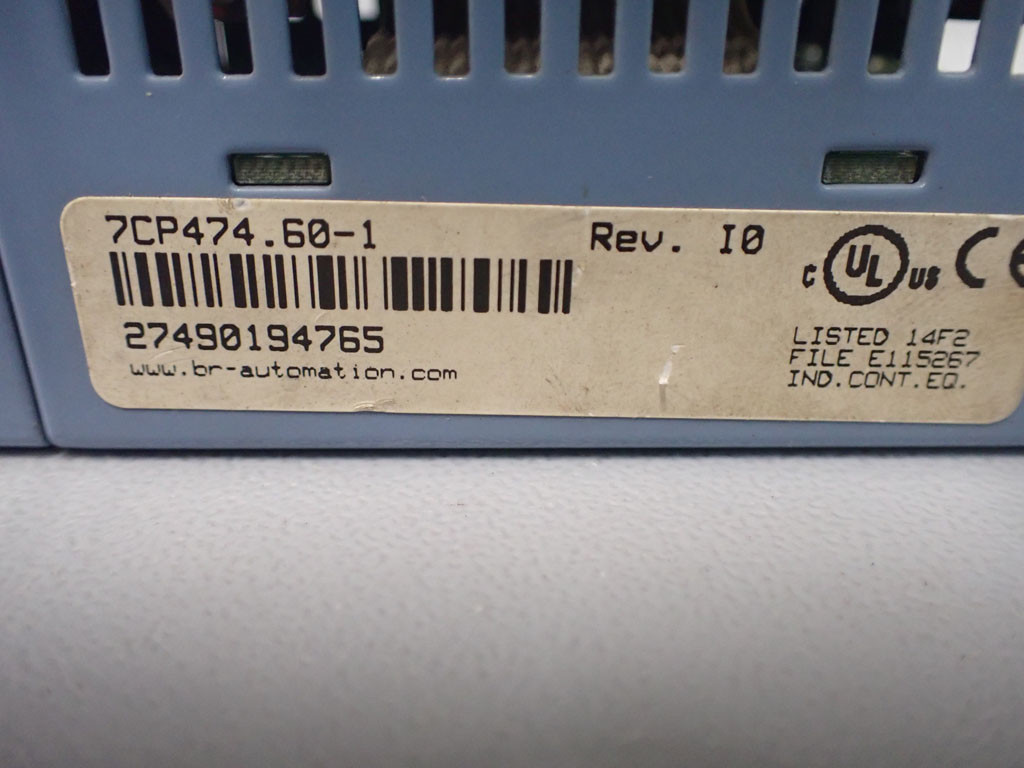 7CP474.60-1
Rev. I0
27490194765
www.br-automation.com
C UL US CE
LISTED 14F2
FILE E115267
IND.CONT.EQ.